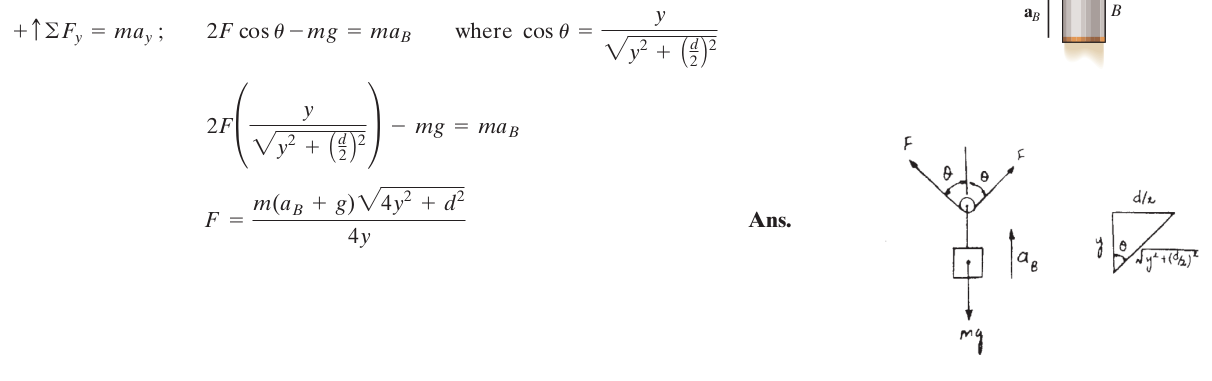 +↑ΣF_y = ma_y ; 2F cos θ − mg = ma_B where cos θ = y / √(y² + (d/2)²)
a_B B
2F( y / √(y² + (d/2)²) ) − mg = ma_B
F = m(a_B + g)√(4y² + d²) / 4y
Ans.
F F
θ θ
a_B
mg
d/2
y θ √(y²+(d/2)²)